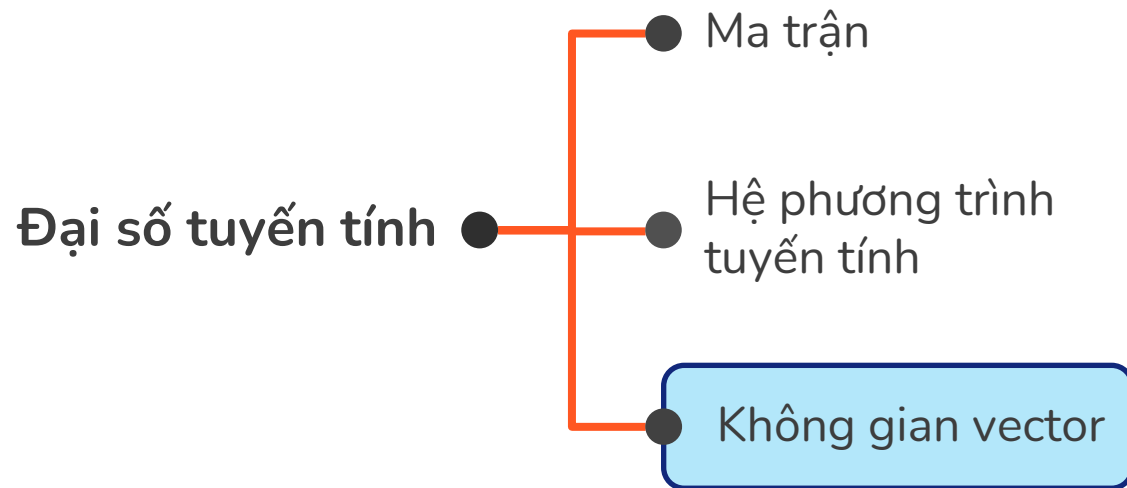 Ma trận
Đại số tuyến tính
Hệ phương trình
tuyến tính
Không gian vector